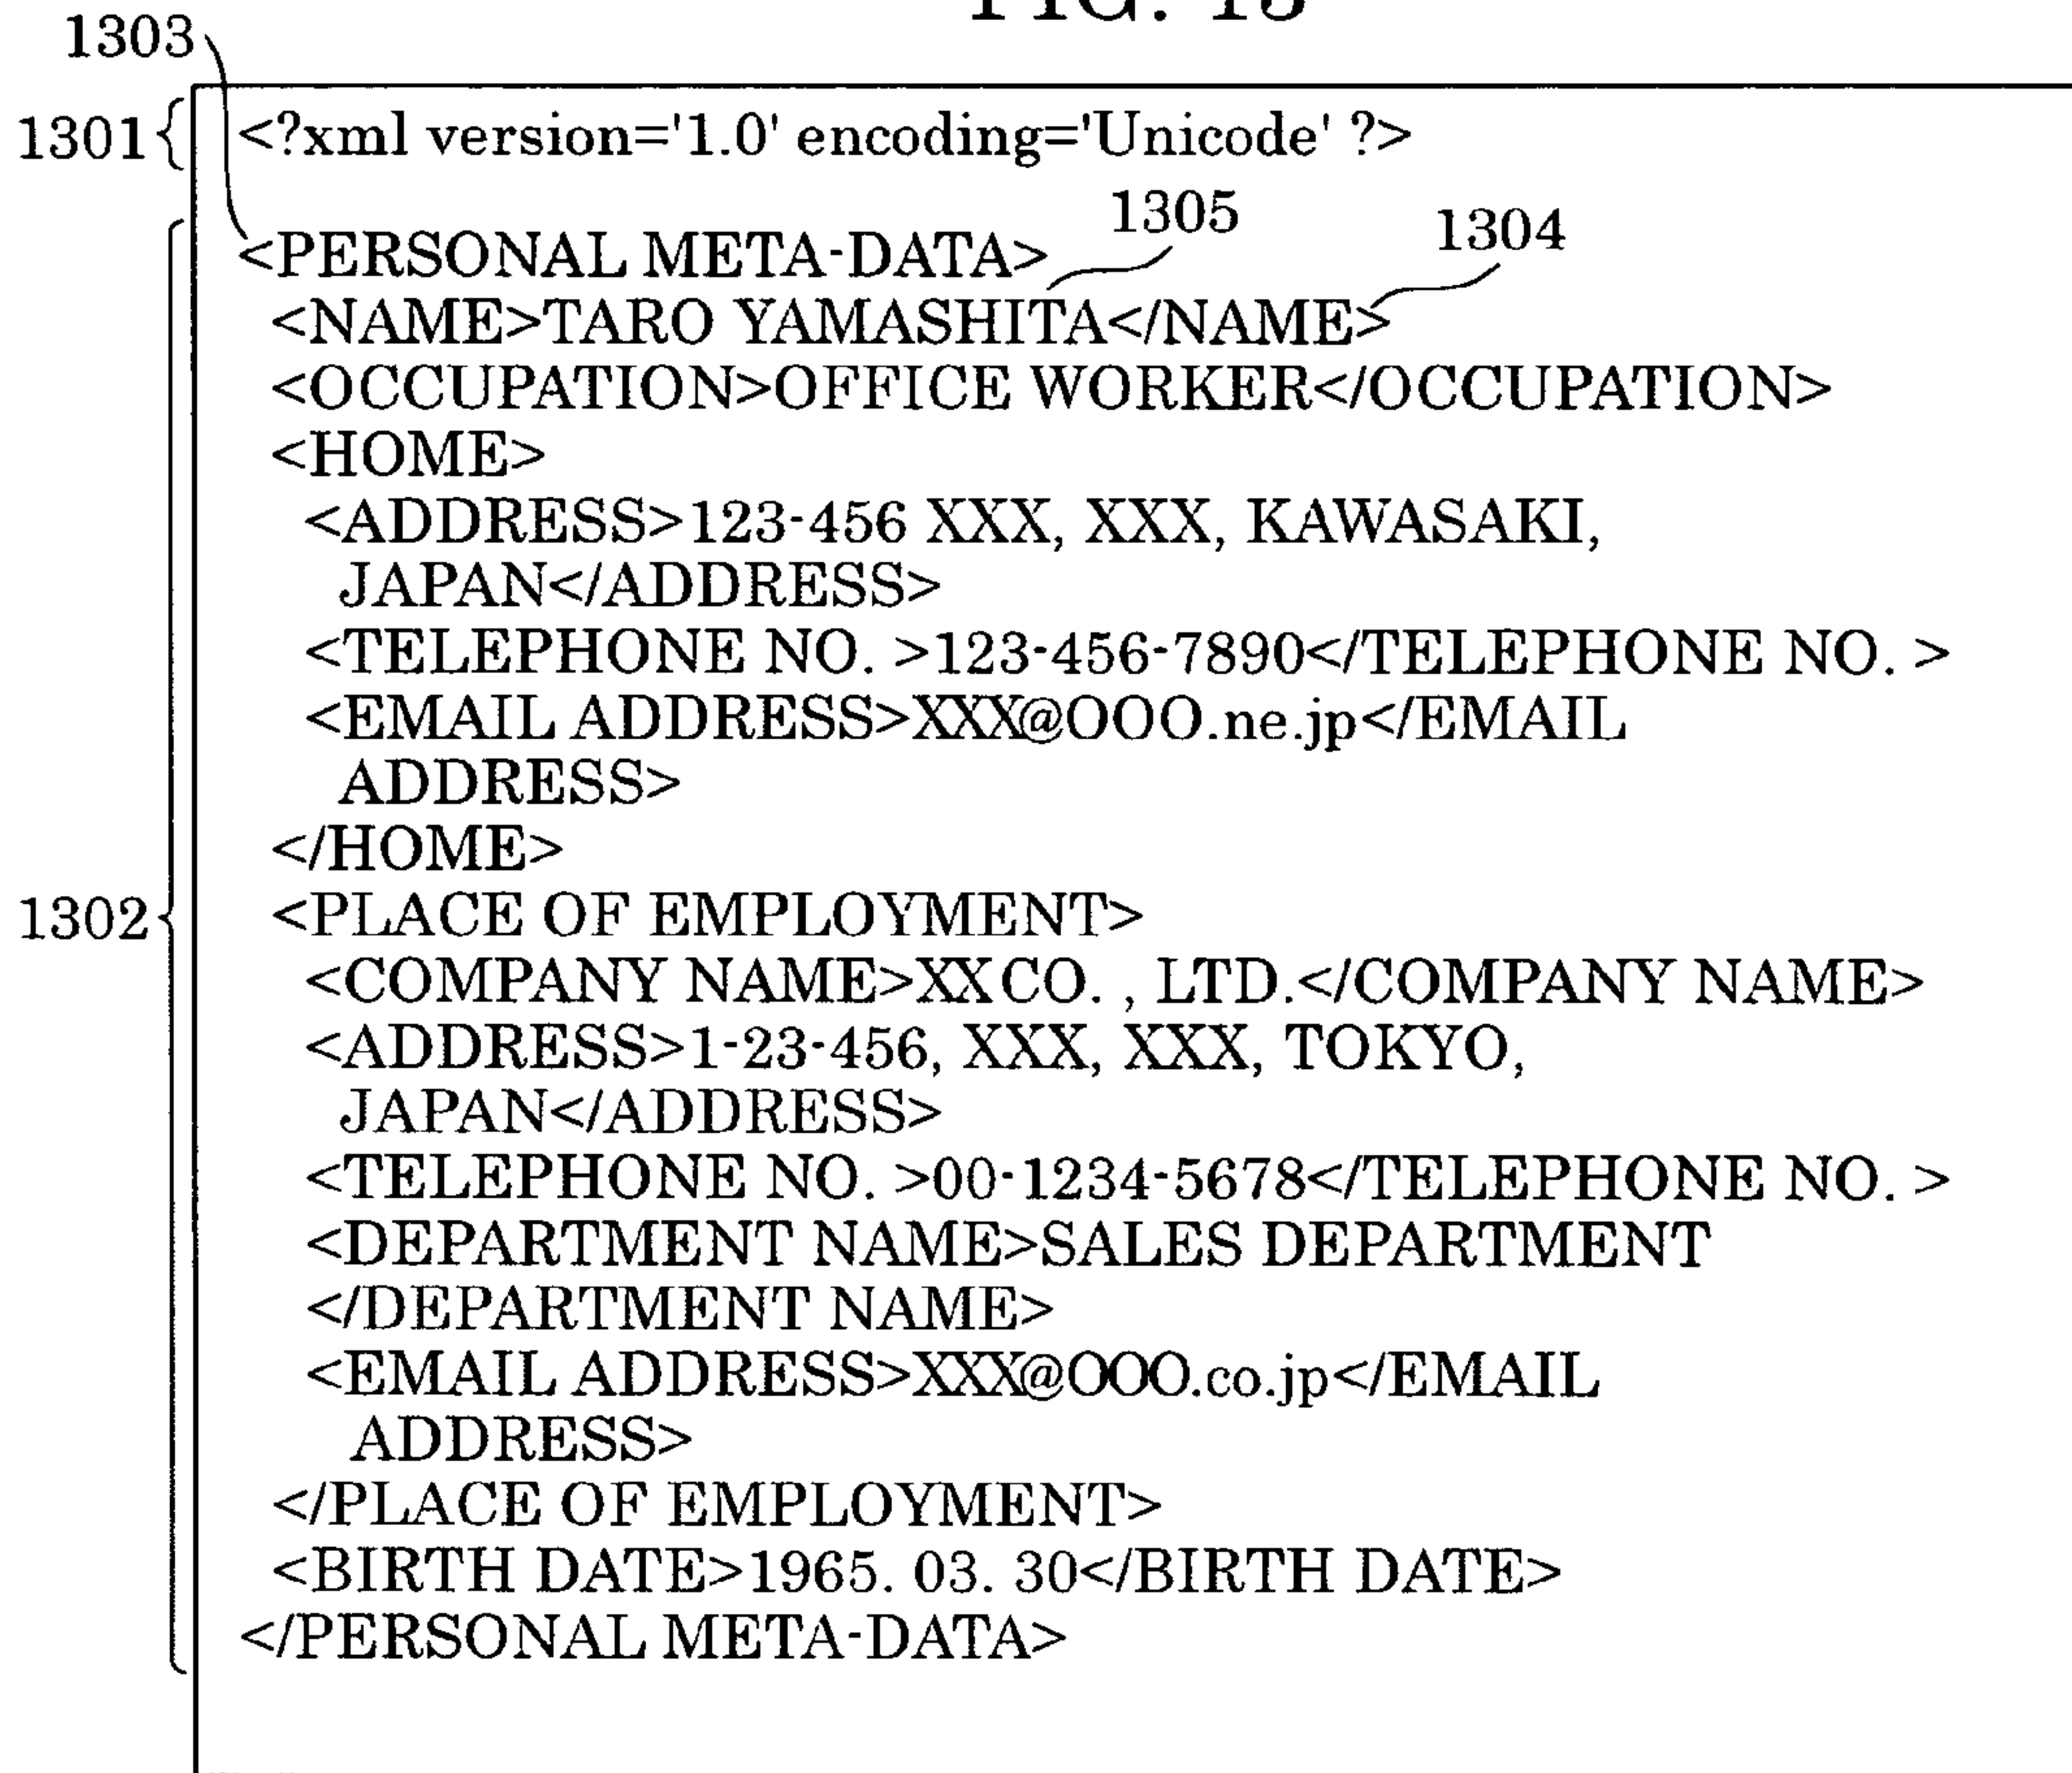 FIG. 13
1303
1301
<?xml version='1.0' encoding='Unicode' ?>
1305
1304
<PERSONAL META-DATA>
<NAME>TARO YAMASHITA</NAME>
<OCCUPATION>OFFICE WORKER</OCCUPATION>
<HOME>
<ADDRESS>123-456 XXX, XXX, KAWASAKI,
JAPAN</ADDRESS>
<TELEPHONE NO. >123-456-7890</TELEPHONE NO. >
<EMAIL ADDRESS>XXX@OOO.ne.jp</EMAIL
ADDRESS>
</HOME>
1302
<PLACE OF EMPLOYMENT>
<COMPANY NAME>XX CO. , LTD.</COMPANY NAME>
<ADDRESS>1-23-456, XXX, XXX, TOKYO,
JAPAN</ADDRESS>
<TELEPHONE NO. >00-1234-5678</TELEPHONE NO. >
<DEPARTMENT NAME>SALES DEPARTMENT
</DEPARTMENT NAME>
<EMAIL ADDRESS>XXX@OOO.co.jp</EMAIL
ADDRESS>
</PLACE OF EMPLOYMENT>
<BIRTH DATE>1965. 03. 30</BIRTH DATE>
</PERSONAL META-DATA>